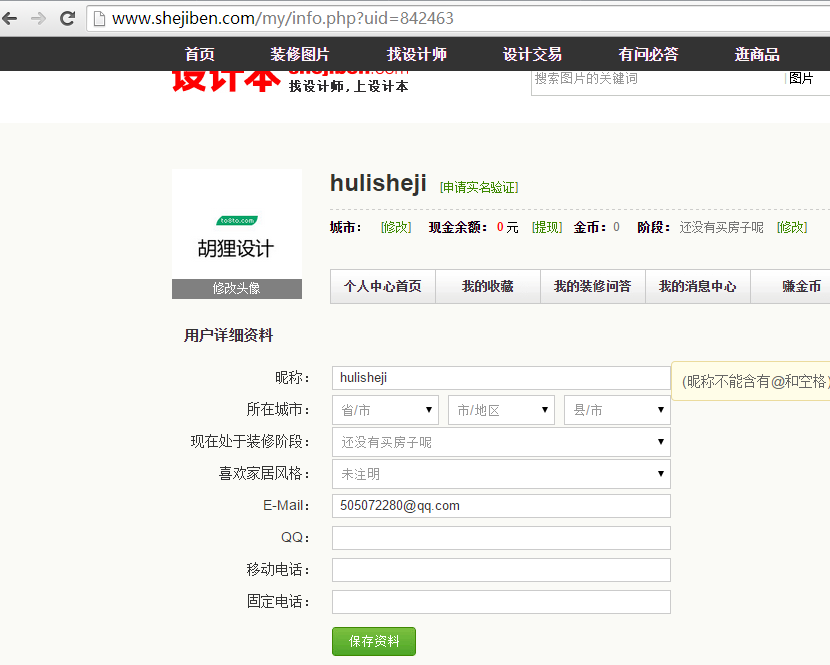 www.shejiben.com/my/info.php?uid=842463
首页 装修图片 找设计师 设计交易 有问必答 逛商品
设计本 shejiben.com
找设计师,上设计本
搜索图片的关键词 图片
hulisheji [申请实名验证]
to8to.com
胡狸设计
修改头像
城市： [修改] 现金余额：0 元 [提现] 金币：0 阶段：还没有买房子呢 [修改]
个人中心首页 我的收藏 我的装修问答 我的消息中心 赚金币
用户详细资料
昵称： hulisheji (昵称不能含有@和空格)
所在城市： 省/市 市/地区 县/市
现在处于装修阶段： 还没有买房子呢
喜欢家居风格： 未注明
E-Mail： 505072280@qq.com
QQ：
移动电话：
固定电话：
保存资料